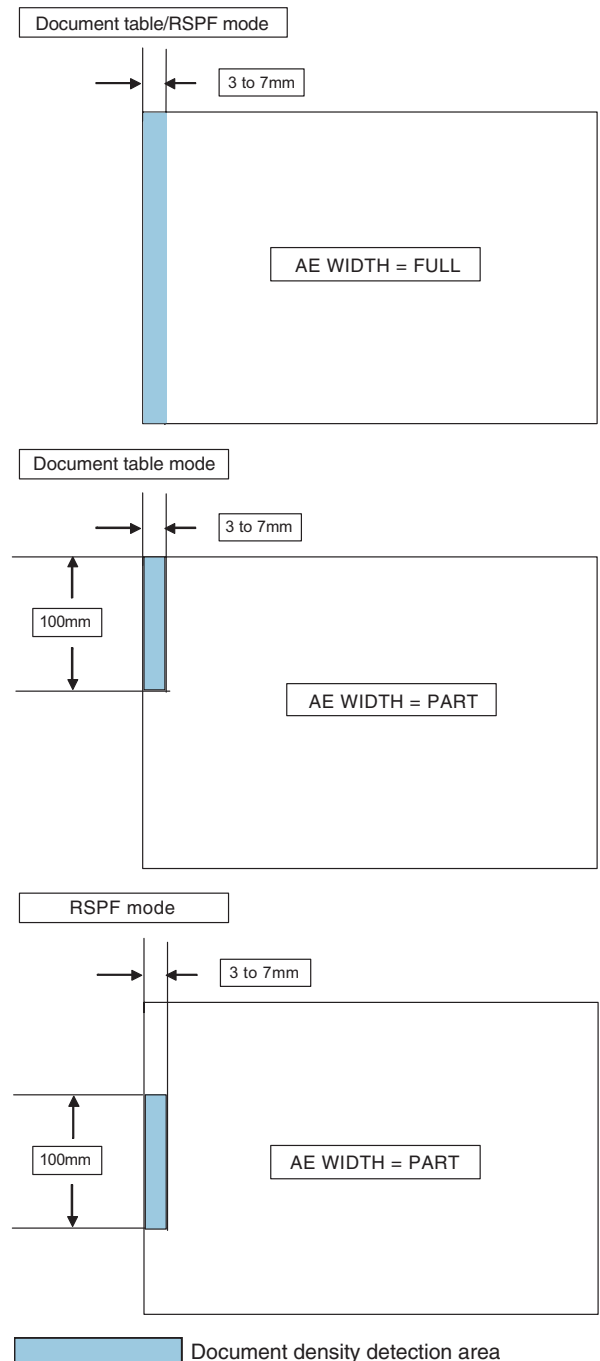 Document table/RSPF mode
3 to 7mm
AE WIDTH = FULL
Document table mode
3 to 7mm
100mm
AE WIDTH = PART
RSPF mode
3 to 7mm
100mm
AE WIDTH = PART
Document density detection area